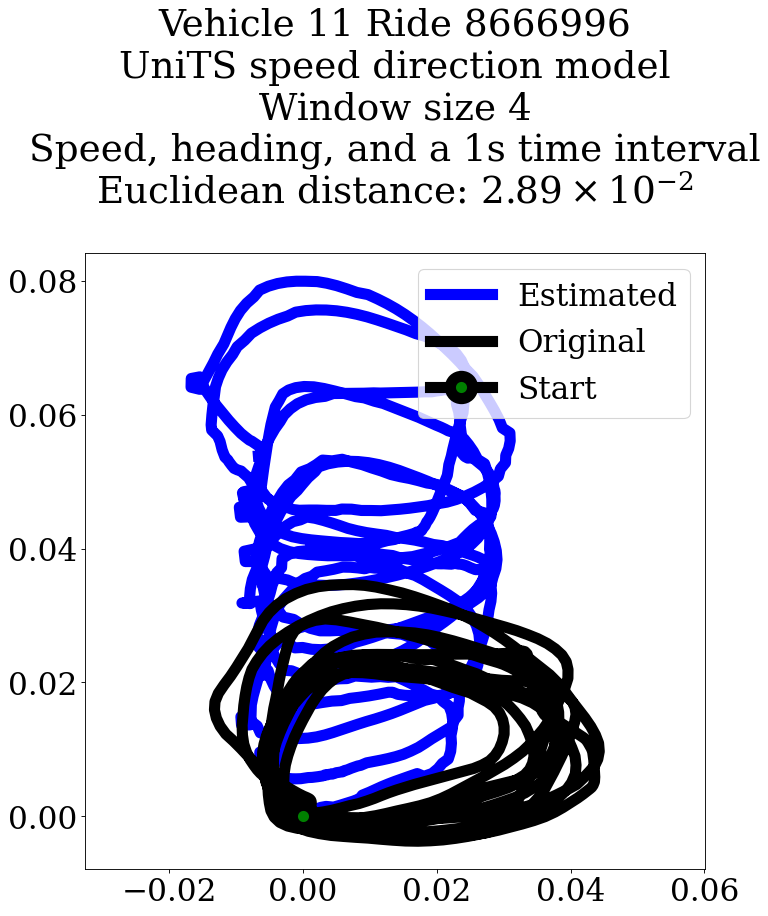 Vehicle 11 Ride 8666996
UniTS speed direction model
Window size 4
Speed, heading, and a 1s time interval
Euclidean distance: 2.89 × 10⁻²
Estimated
Original
Start
0.08
0.06
0.04
0.02
0.00
−0.02 0.00 0.02 0.04 0.06